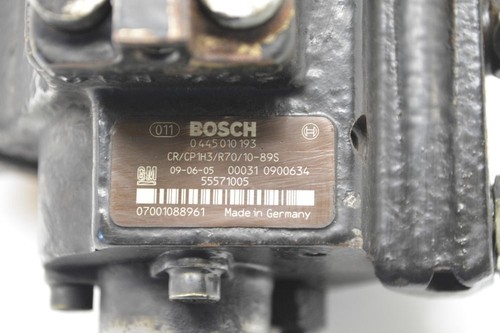 011 BOSCH
0 445 010 193
CR/CP1H3/R70/10-89S
GM 09-06-05 00031 0900634
55571005
07001088961 Made in Germany